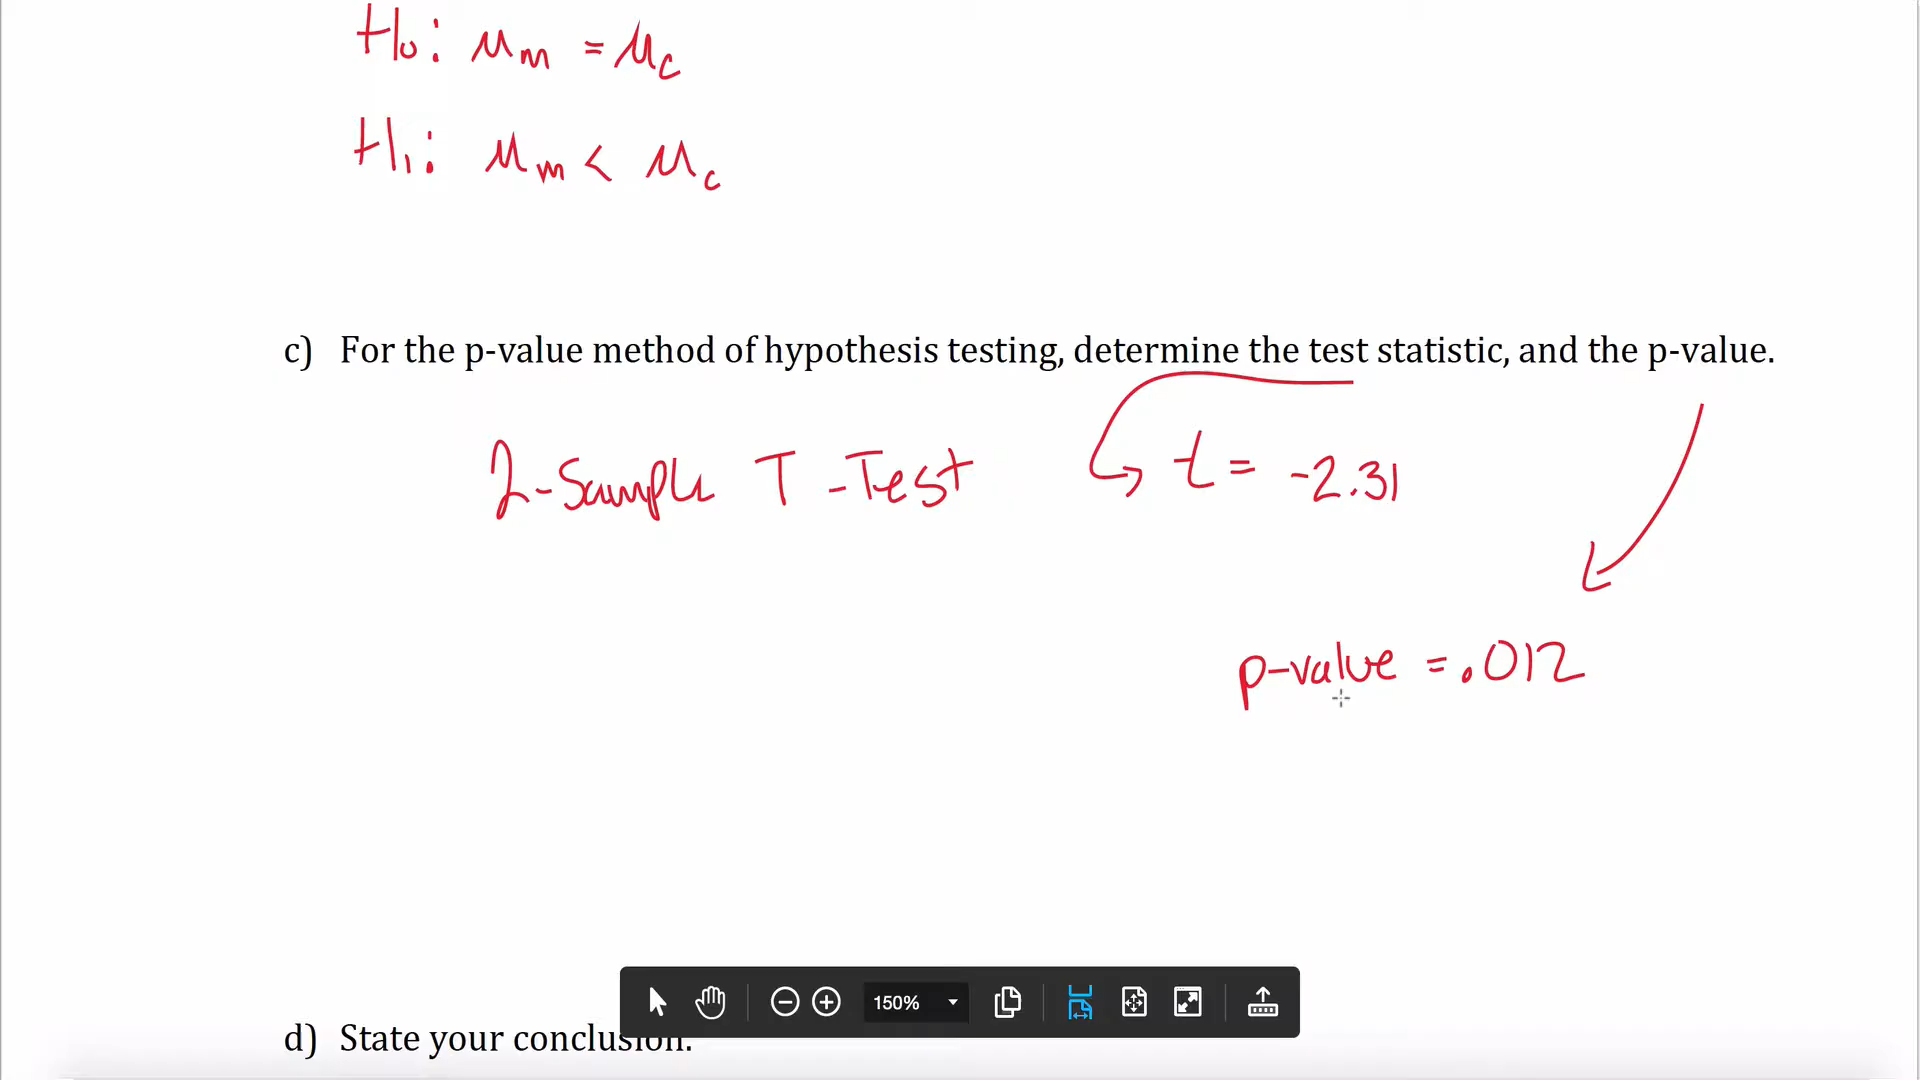 H₀: μm = μc
H₁: μm < μc
c) For the p-value method of hypothesis testing, determine the test statistic, and the p-value.
2-Sample T-Test t = -2.31
p-value = .012
150%
d) State your conclusion.